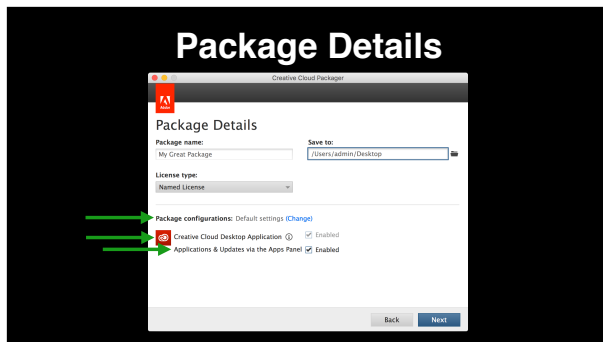 Package Details
Creative Cloud Packager
Adobe
Package Details
Package name: Save to:
My Great Package /Users/admin/Desktop
License type:
Named License
Package configurations: Default settings (Change)
Creative Cloud Desktop Application ⓘ Enabled
Applications & Updates via the Apps Panel Enabled
Back Next